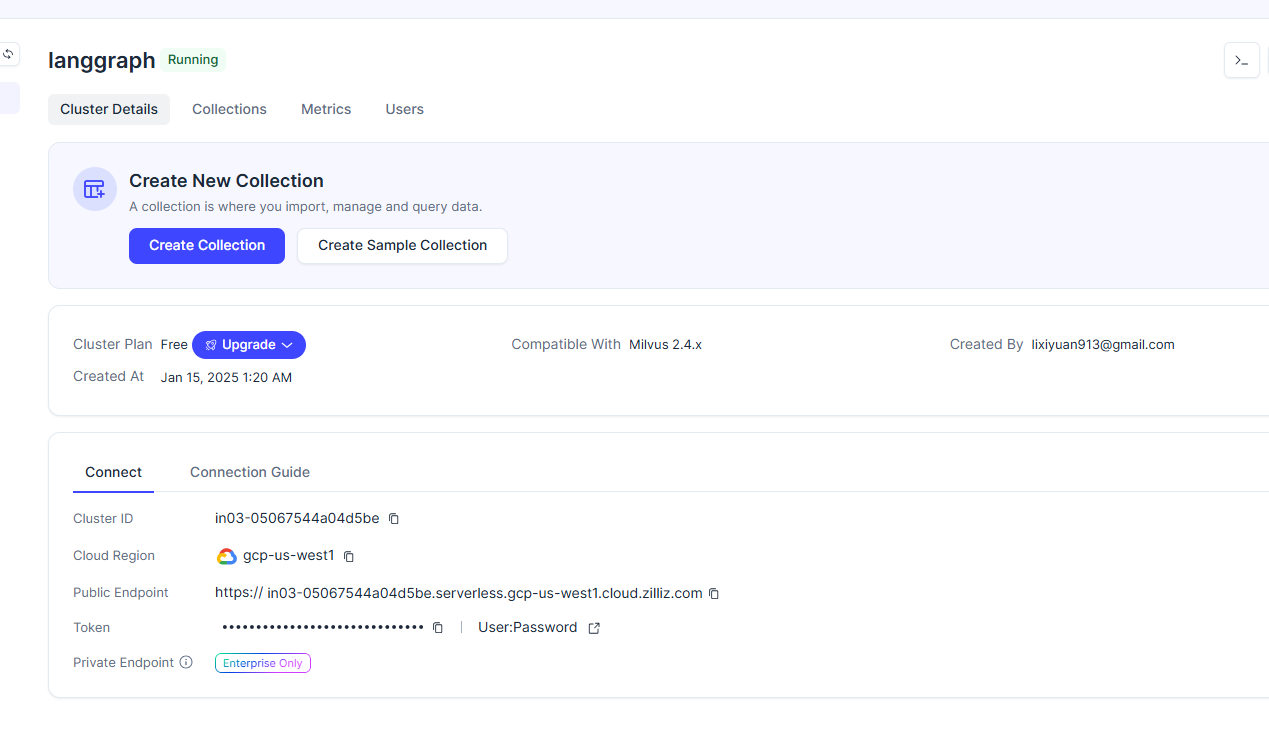 langgraph Running
>_
Cluster Details Collections Metrics Users
Create New Collection
A collection is where you import, manage and query data.
Create Collection Create Sample Collection
Cluster Plan Free Upgrade Compatible With Milvus 2.4.x Created By lixiyuan913@gmail.com
Created At Jan 15, 2025 1:20 AM
Connect Connection Guide
Cluster ID in03-05067544a04d5be
Cloud Region gcp-us-west1
Public Endpoint https:// in03-05067544a04d5be.serverless.gcp-us-west1.cloud.zilliz.com
Token •••••••••••••••••••••••••••• | User:Password
Private Endpoint Enterprise Only